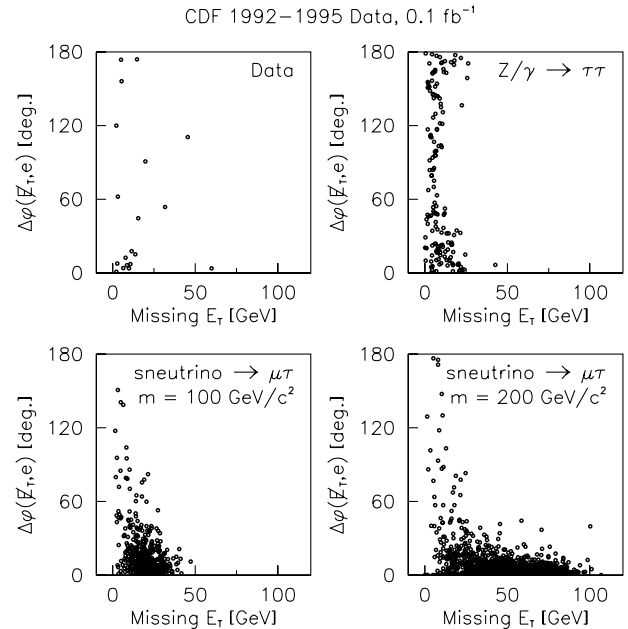 CDF 1992−1995 Data, 0.1 fb⁻¹
Data
180
120
60
0
Δφ(E̸_T,e) [deg.]
0 50 100
Missing E_T [GeV]
Z/γ → ττ
180
120
60
0
Δφ(E̸_T,e) [deg.]
0 50 100
Missing E_T [GeV]
sneutrino → μτ
m = 100 GeV/c²
180
120
60
0
Δφ(E̸_T,e) [deg.]
0 50 100
Missing E_T [GeV]
sneutrino → μτ
m = 200 GeV/c²
180
120
60
0
Δφ(E̸_T,e) [deg.]
0 50 100
Missing E_T [GeV]